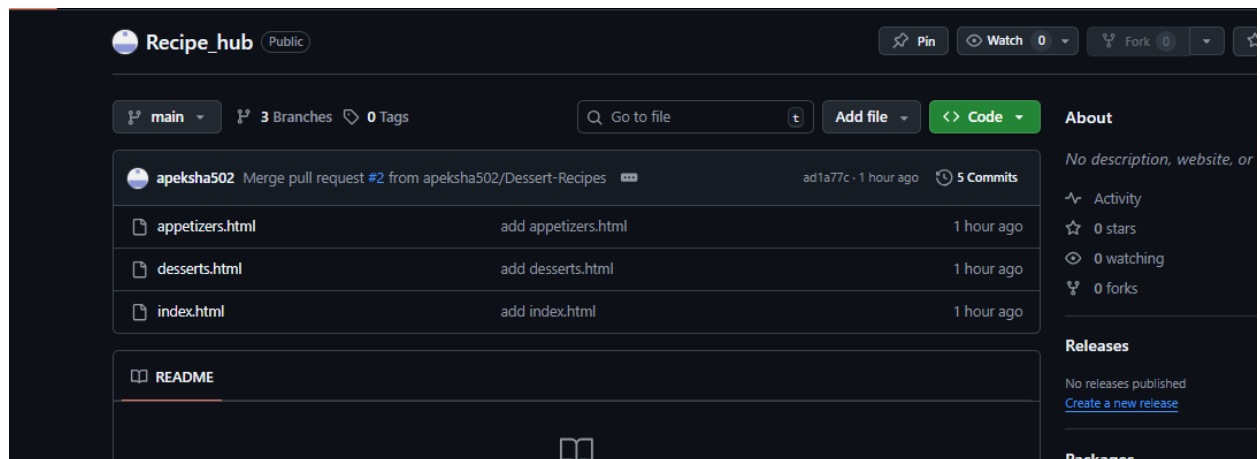 Recipe_hub Public
Pin
Watch 0
Fork 0
main
3 Branches
0 Tags
Go to file
t
Add file
<> Code
apeksha502 Merge pull request #2 from apeksha502/Dessert-Recipes
ad1a77c · 1 hour ago
5 Commits
appetizers.html add appetizers.html 1 hour ago
desserts.html add desserts.html 1 hour ago
index.html add index.html 1 hour ago
README
About
No description, website, or
Activity
0 stars
0 watching
0 forks
Releases
No releases published
Create a new release
Packages